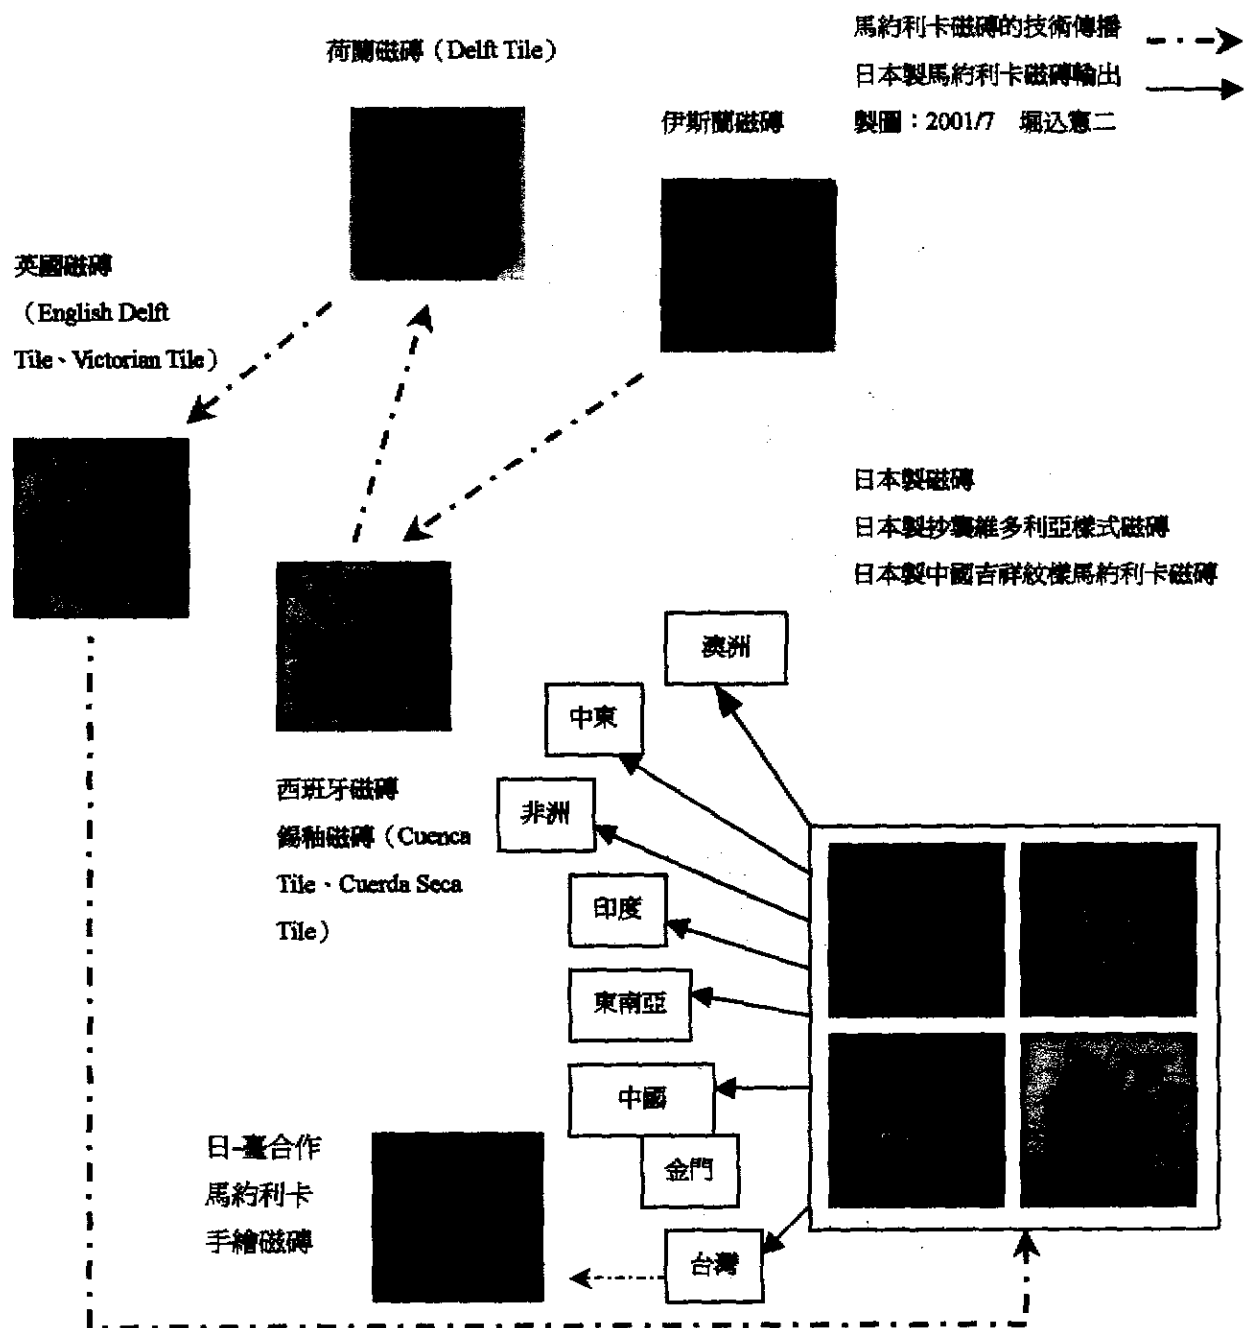 荷蘭磁磚（Delft Tile）
馬約利卡磁磚的技術傳播
日本製馬約利卡磁磚輸出
製圖：2001/7　堀込憲二
伊斯蘭磁磚
英國磁磚
（English Delft
Tile、Victorian Tile）
日本製磁磚
日本製抄襲維多利亞樣式磁磚
日本製中國吉祥紋樣馬約利卡磁磚
澳洲
中東
非洲
西班牙磁磚
錫釉磁磚（Cuenca
Tile、Cuerda Seca
Tile）
印度
東南亞
中國
金門
台灣
日-臺合作
馬約利卡
手繪磁磚